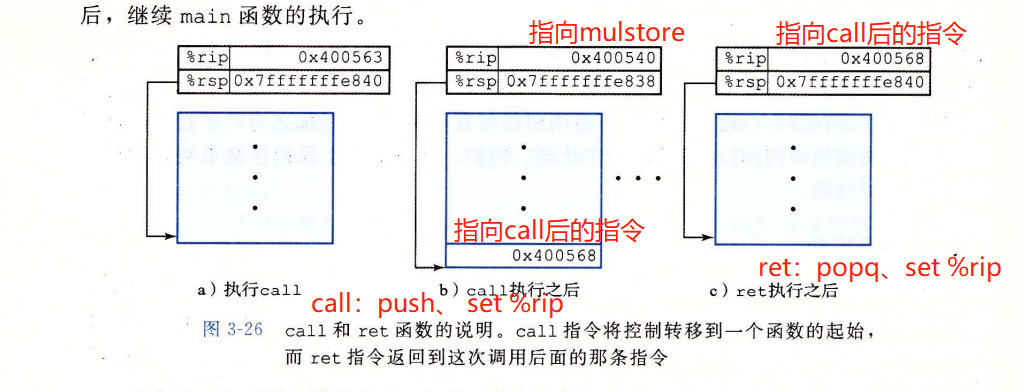 后，继续 main 函数的执行。
指向mulstore
指向call后的指令
%rip 0x400563
%rsp 0x7fffffffe840
%rip 0x400540
%rsp 0x7fffffffe838
%rip 0x400568
%rsp 0x7fffffffe840
指向call后的指令
0x400568
a）执行call
b）call执行之后
c）ret执行之后
call：push、 set %rip
ret：popq、set %rip
图 3-26 call 和 ret 函数的说明。call 指令将控制转移到一个函数的起始，
而 ret 指令返回到这次调用后面的那条指令